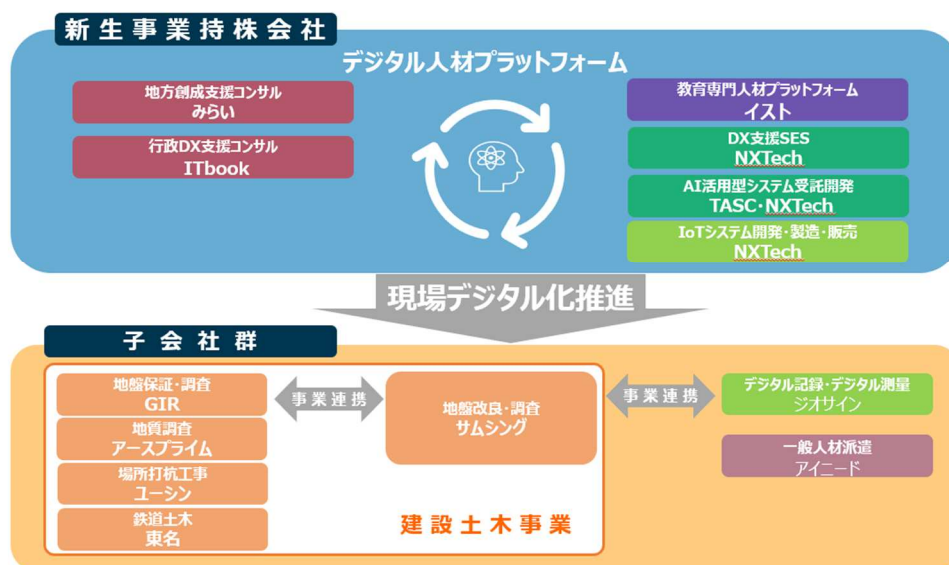 新生事業持株会社
デジタル人材プラットフォーム
地方創成支援コンサル
みらい
行政DX支援コンサル
ITbook
教育専門人材プラットフォーム
イスト
DX支援SES
NXTech
AI活用型システム受託開発
TASC・NXTech
IoTシステム開発・製造・販売
NXTech
現場デジタル化推進
子会社群
地盤保証・調査
GIR
地質調査
アースプライム
場所打杭工事
ユーシン
鉄道土木
東名
事業連携
地盤改良・調査
サムシング
建設土木事業
事業連携
デジタル記録・デジタル測量
ジオサイン
一般人材派遣
アイニード